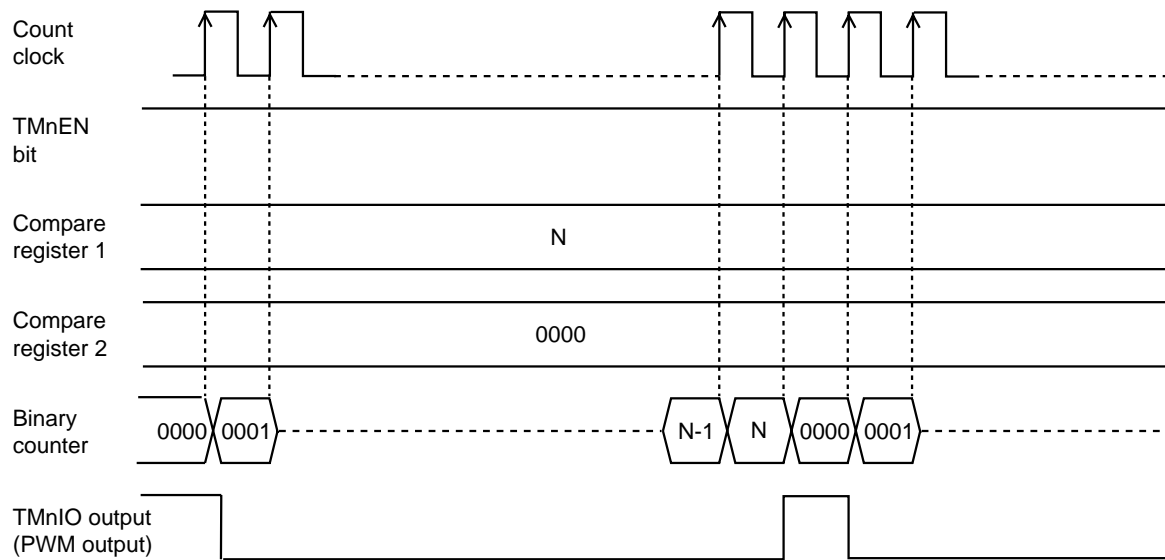 Count
clock
TMnEN
bit
Compare
register 1
N
Compare
register 2
0000
Binary
counter
0000 0001 N-1 N 0000 0001
TMnIO output
(PWM output)